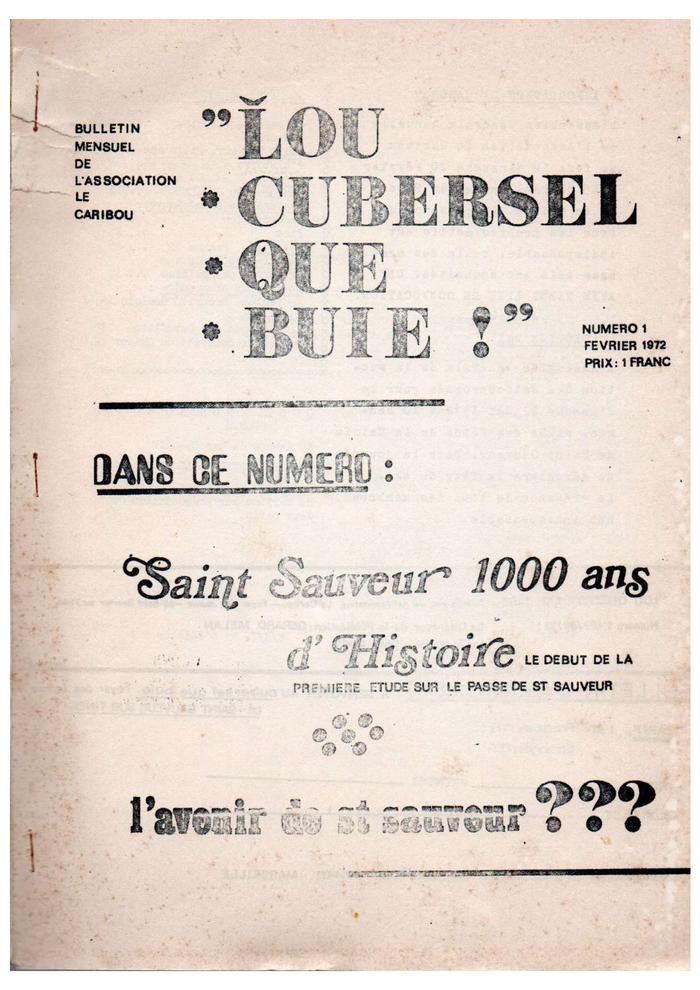 BULLETIN
MENSUEL
DE
L'ASSOCIATION
LE
CARIBOU
”ĽOU
* CUBERSEL
* QUE
* BUIE !”
NUMERO 1
FEVRIER 1972
PRIX : 1 FRANC
DANS CE NUMERO :
Saint Sauveur 1000 ans
d'Histoire LE DEBUT DE LA
PREMIERE ETUDE SUR LE PASSE DE ST SAUVEUR
l'avenir de st sauveur ???